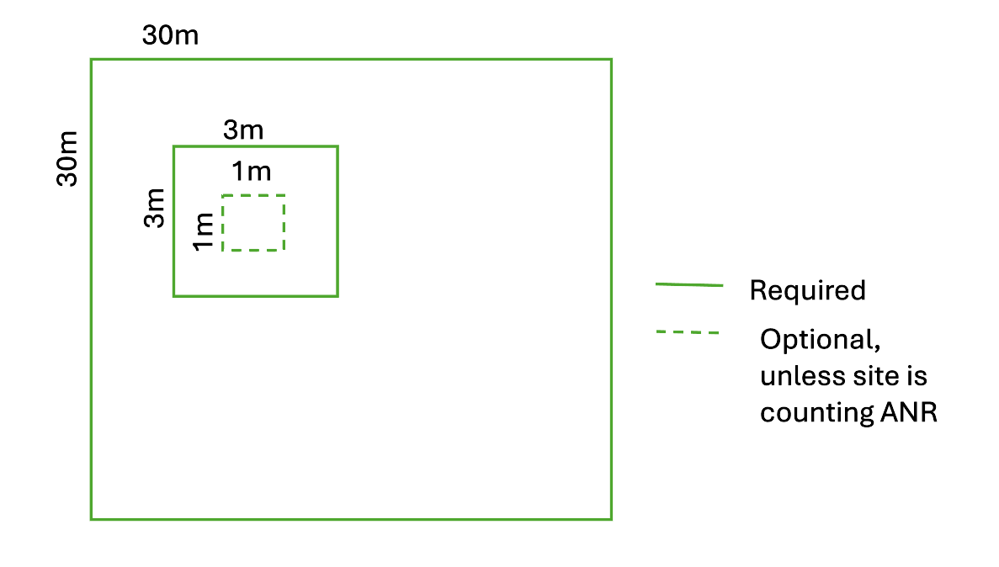 30m
30m
3m
3m
1m
1m
Required
Optional,
unless site is
counting ANR